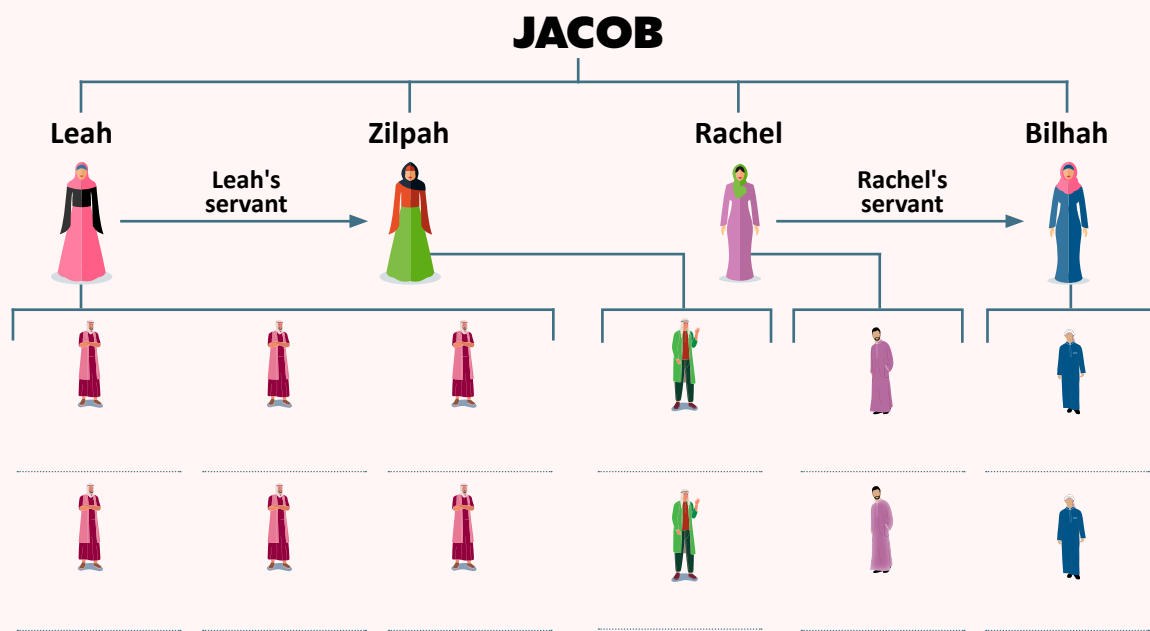 JACOB
Leah
Zilpah
Rachel
Bilhah
Leah's
servant
Rachel's
servant